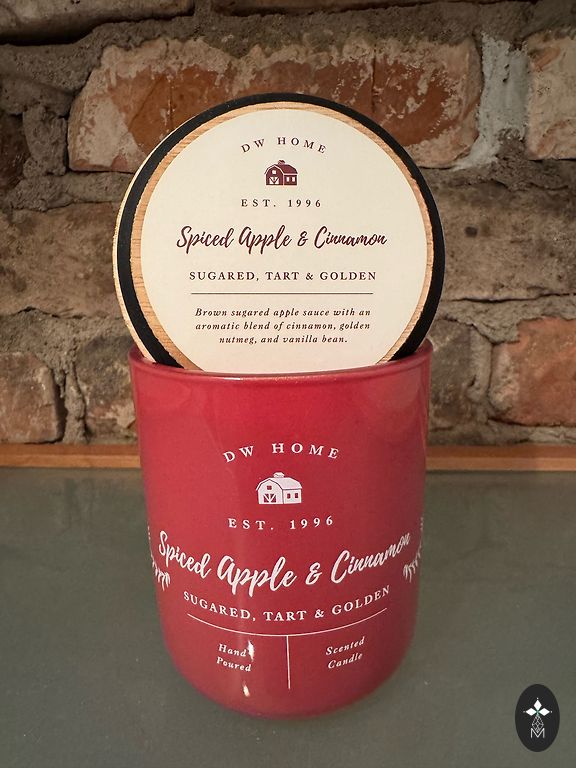 DW HOME
EST. 1996
Spiced Apple & Cinnamon
SUGARED, TART & GOLDEN
Brown sugared apple sauce with an
aromatic blend of cinnamon, golden
nutmeg, and vanilla bean.
DW HOME
EST. 1996
Spiced Apple & Cinnamon
SUGARED, TART & GOLDEN
Hand
Poured
Scented
Candle
M